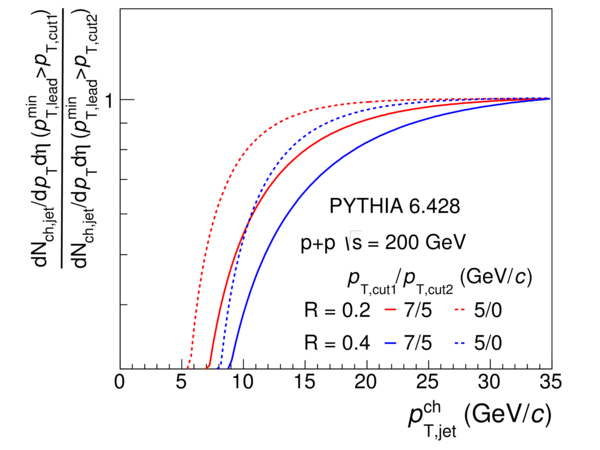 dN_ch,jet/dp_T dη (p^min_T,lead>p_T,cut1)
dN_ch,jet/dp_T dη (p^min_T,lead>p_T,cut2)
1
PYTHIA 6.428
p+p \s = 200 GeV
p_T,cut1/p_T,cut2 (GeV/c)
R = 0.2 7/5 5/0
R = 0.4 7/5 5/0
0 5 10 15 20 25 30 35
p^ch_T,jet (GeV/c)